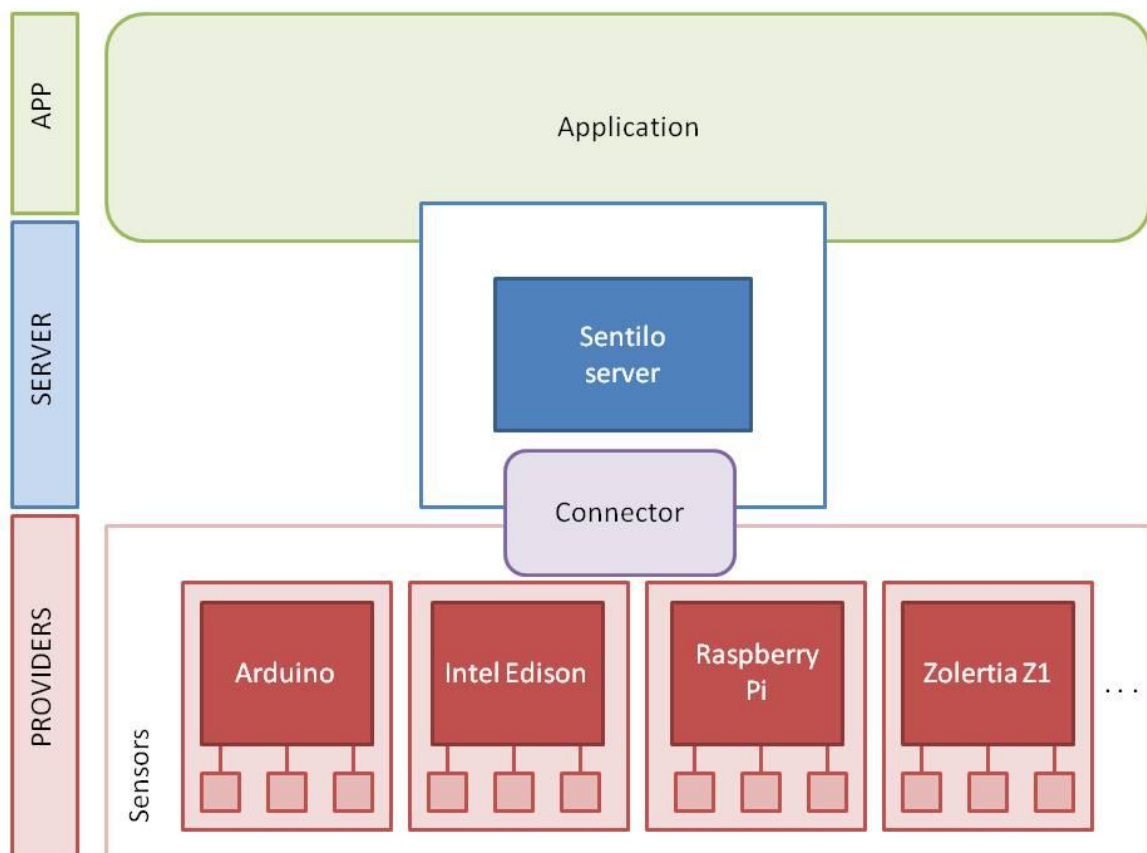 APP
Application
SERVER
Sentilo
server
Connector
PROVIDERS
Sensors
Arduino
Intel Edison
Raspberry
Pi
Zolertia Z1
. . .